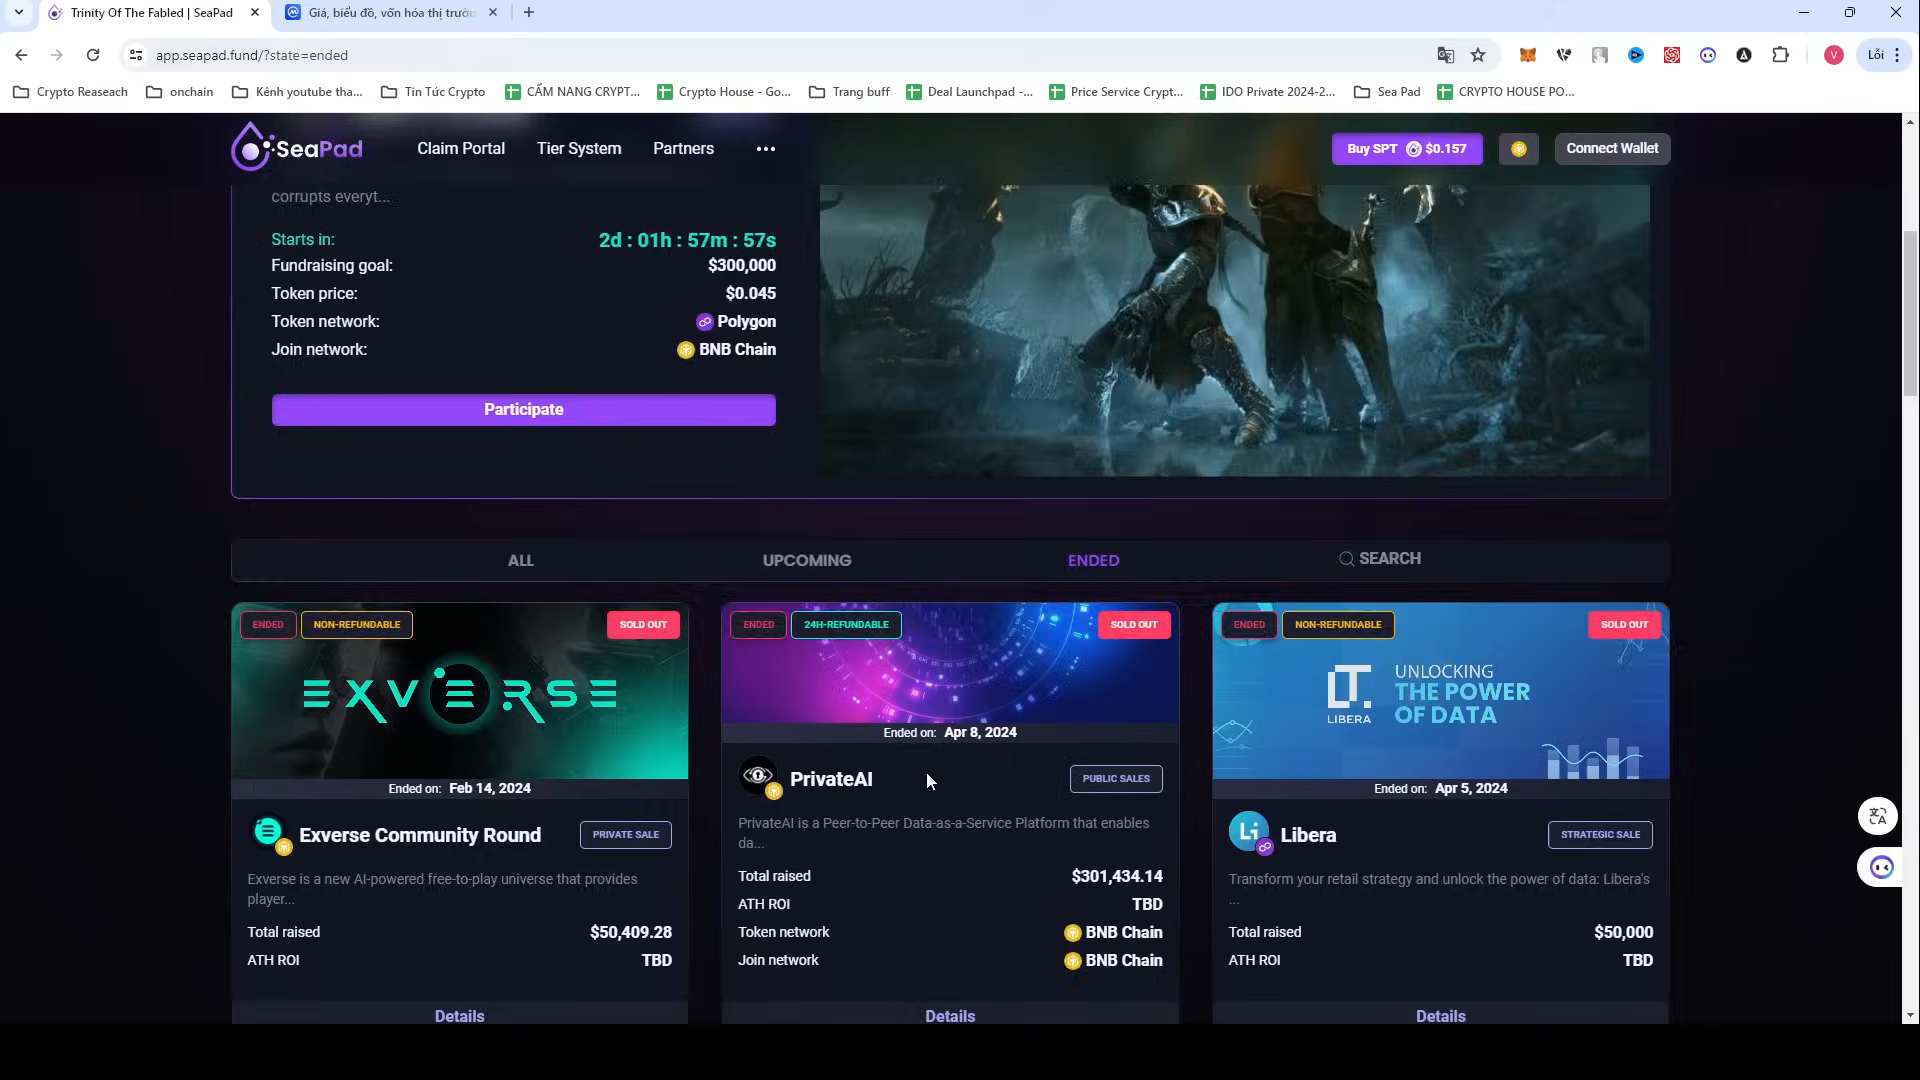 Trinity Of The Fabled | SeaPad
Giá, biểu đồ, vốn hóa thị trườn
app.seapad.fund/?state=ended
Lỗi
Crypto Reaseach
onchain
Kênh youtube tha...
Tin Tức Crypto
CẨM NANG CRYPT...
Crypto House - Go...
Trang buff
Deal Launchpad -...
Price Service Crypt...
IDO Private 2024-2...
Sea Pad
CRYPTO HOUSE PO...
SeaPad
Claim Portal
Tier System
Partners
Buy SPT $0.157
Connect Wallet
corrupts everyt...
Starts in: 2d : 01h : 57m : 57s
Fundraising goal: $300,000
Token price: $0.045
Token network: Polygon
Join network: BNB Chain
Participate
ALL
UPCOMING
ENDED
SEARCH
ENDED
NON-REFUNDABLE
SOLD OUT
EXVERSE
Ended on: Feb 14, 2024
Exverse Community Round
PRIVATE SALE
Exverse is a new AI-powered free-to-play universe that provides
player...
Total raised $50,409.28
ATH ROI TBD
Details
ENDED
24H-REFUNDABLE
SOLD OUT
Ended on: Apr 8, 2024
PrivateAI
PUBLIC SALES
PrivateAI is a Peer-to-Peer Data-as-a-Service Platform that enables
da...
Total raised $301,434.14
ATH ROI TBD
Token network BNB Chain
Join network BNB Chain
Details
ENDED
NON-REFUNDABLE
SOLD OUT
LIBERA
UNLOCKING
THE POWER
OF DATA
Ended on: Apr 5, 2024
Li
Libera
STRATEGIC SALE
Transform your retail strategy and unlock the power of data: Libera's
...
Total raised $50,000
ATH ROI TBD
Details